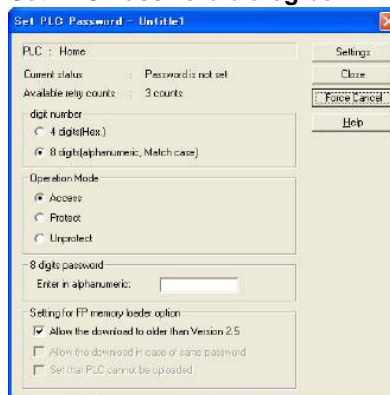 Set PLC Password - Untitle1
PLC : Home
Current status : Password is not set
Available retry counts : 3 counts
digit number
4 digits(Hex.)
8 digits(alphanumeric, Match case)
Operation Mode
Access
Protect
Unprotect
8 digits password
Enter in alphanumeric:
Setting for FP memory loader option
Allow the download to older than Version 2.5
Allow the download in case of same password
Set that PLC cannot be uploaded
Settings
Close
Force Cancel
Help